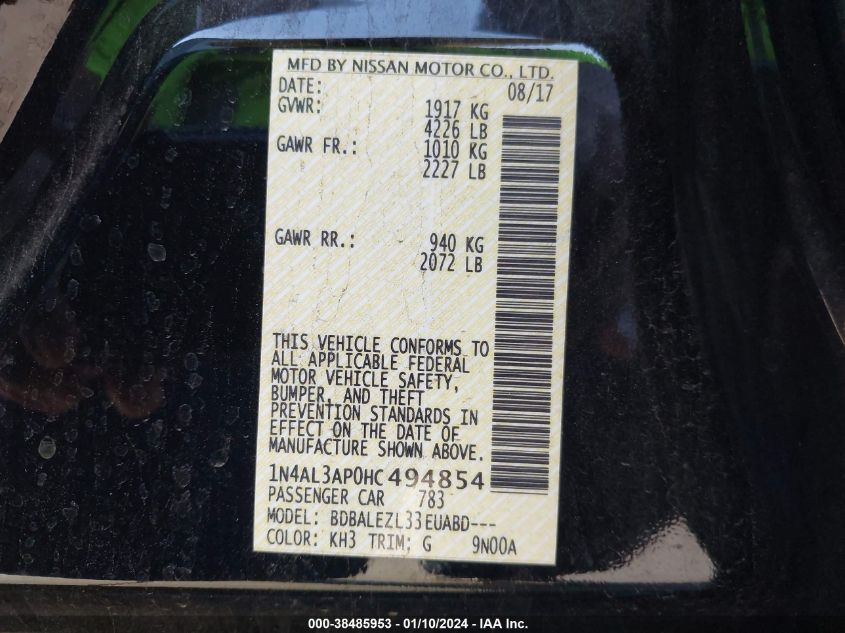 MFD BY NISSAN MOTOR CO., LTD.
DATE: 08/17
GVWR: 1917 KG
4226 LB
GAWR FR.: 1010 KG
2227 LB
GAWR RR.: 940 KG
2072 LB
THIS VEHICLE CONFORMS TO
ALL APPLICABLE FEDERAL
MOTOR VEHICLE SAFETY,
BUMPER, AND THEFT
PREVENTION STANDARDS IN
EFFECT ON THE DATE OF
MANUFACTURE SHOWN ABOVE.
1N4AL3AP0HC494854
PASSENGER CAR 783
MODEL: BDBALEZL33EUABD---
COLOR: KH3 TRIM: G 9N00A
000-38485953 - 01/10/2024 - IAA Inc.